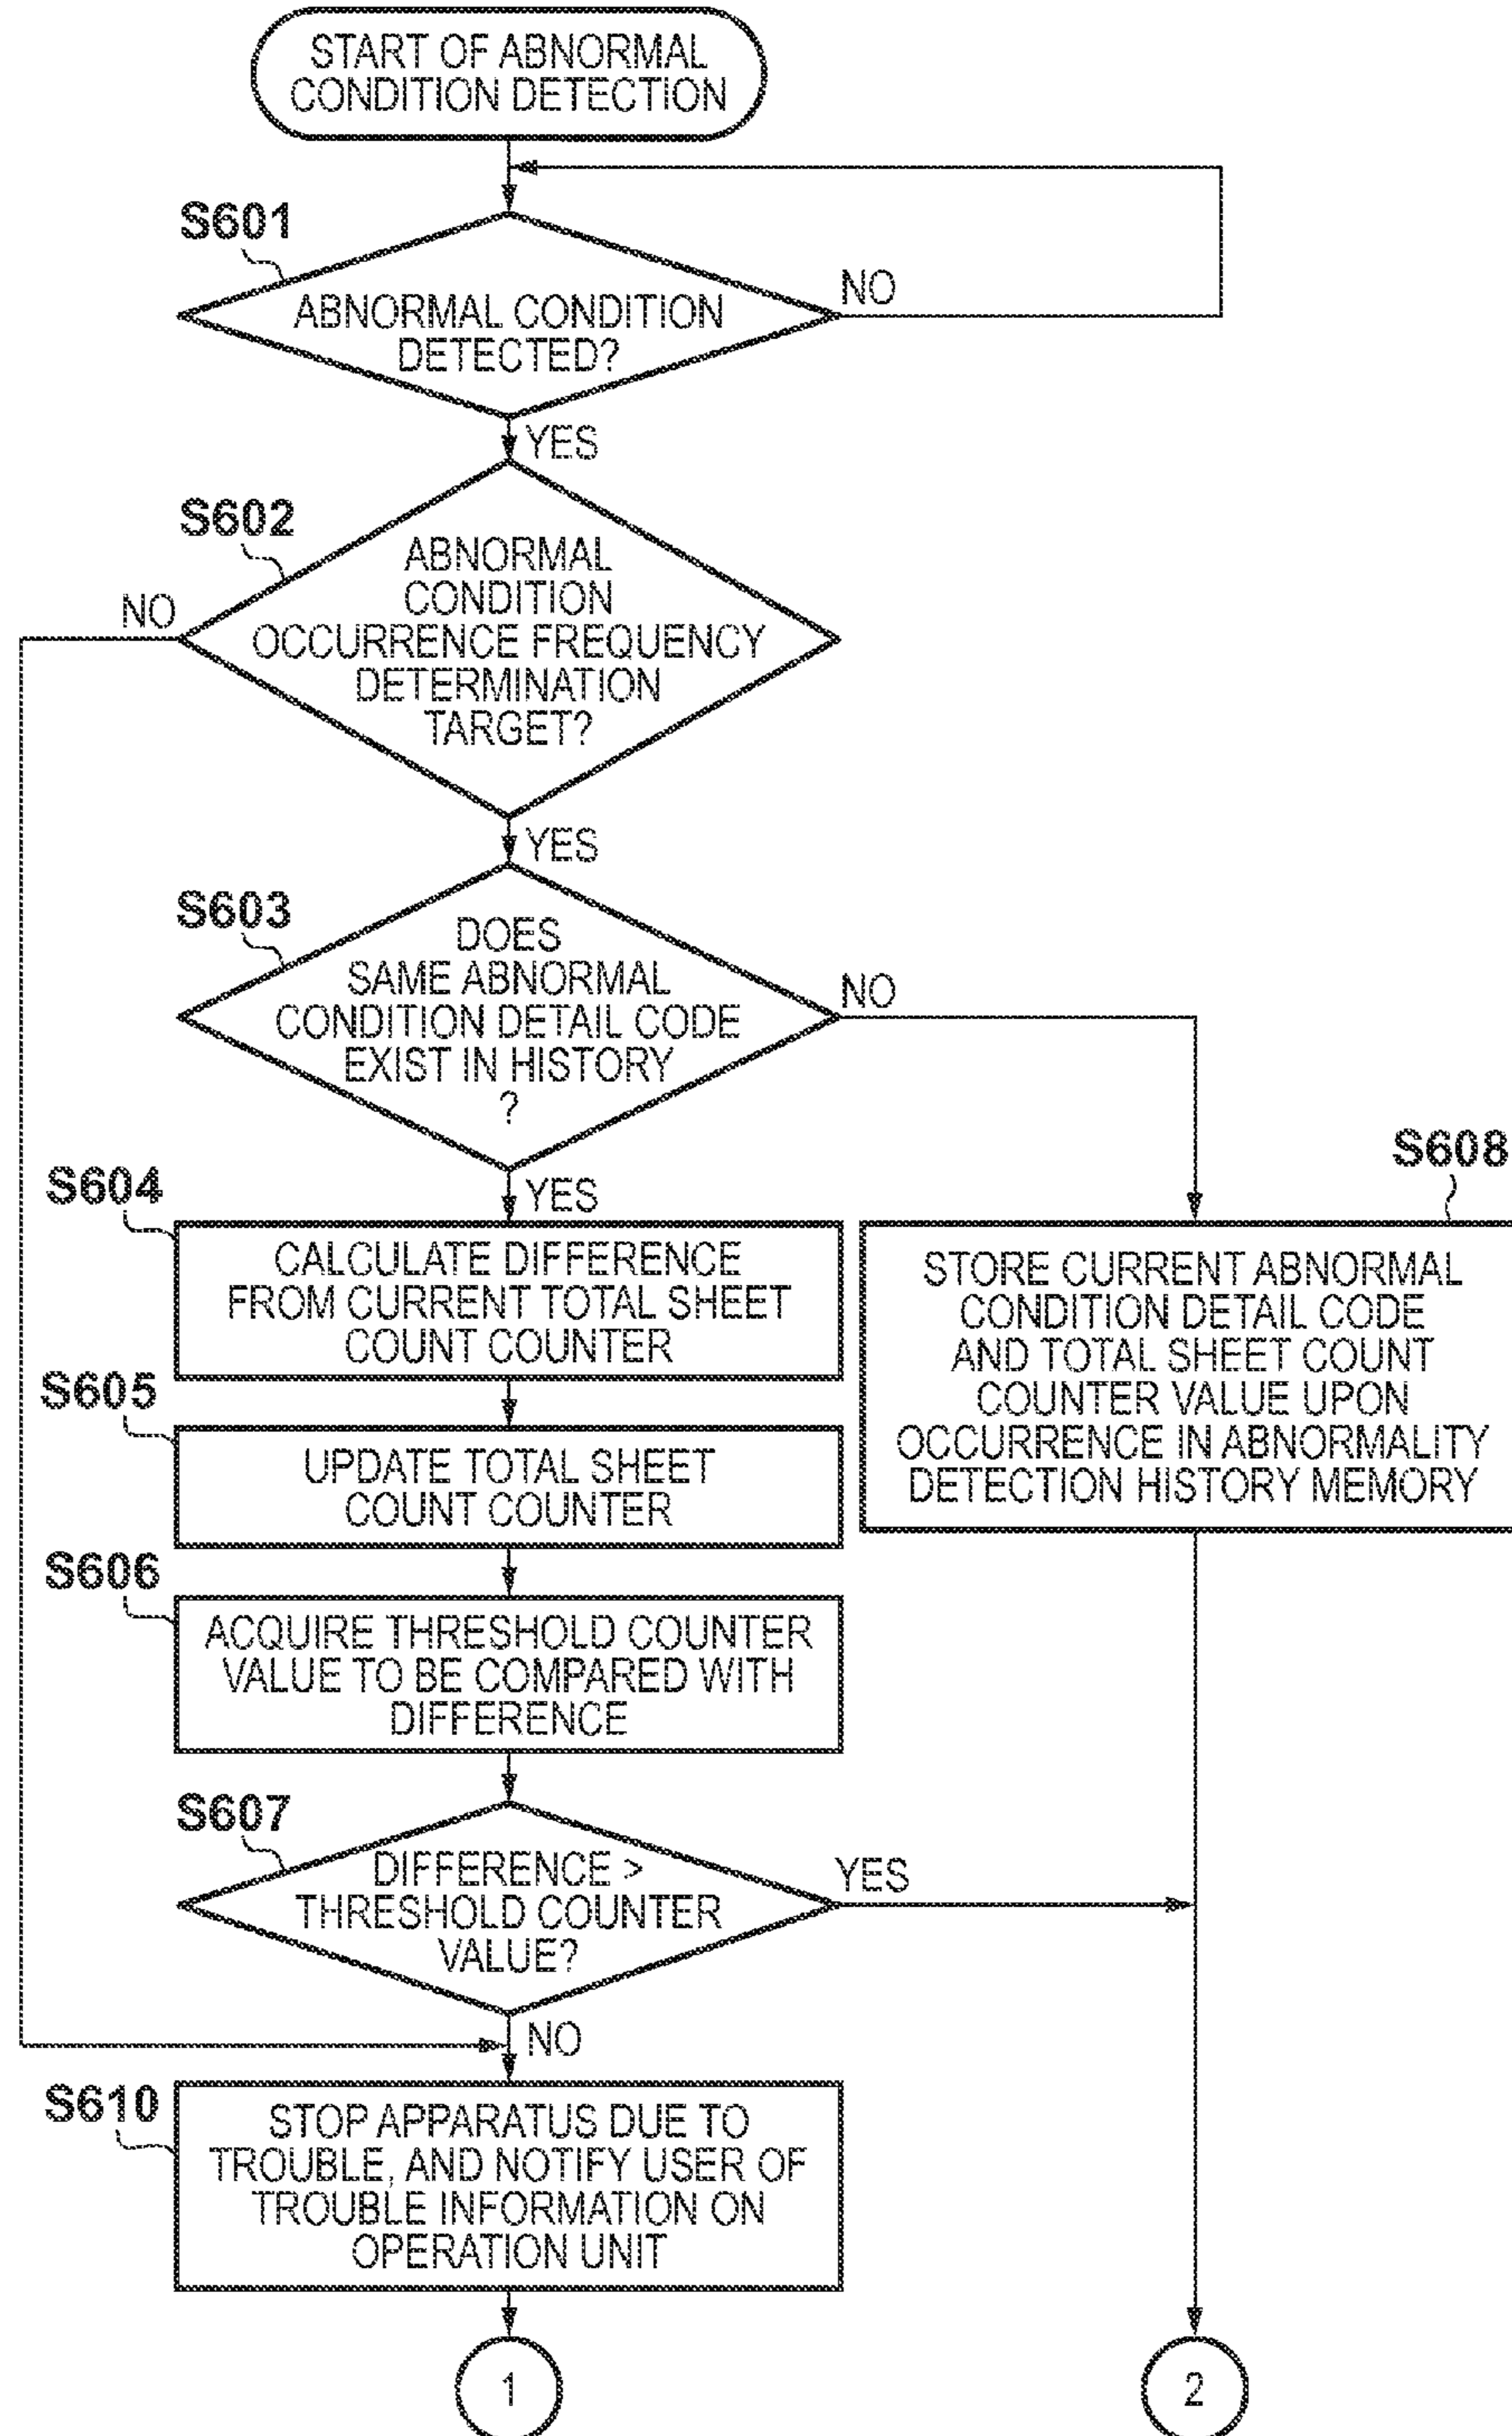 START OF ABNORMAL
CONDITION DETECTION
S601
ABNORMAL CONDITION
DETECTED?
NO
YES
S602
ABNORMAL
CONDITION
OCCURRENCE FREQUENCY
DETERMINATION
TARGET?
NO
YES
S603
DOES
SAME ABNORMAL
CONDITION DETAIL CODE
EXIST IN HISTORY
?
NO
YES
S604
CALCULATE DIFFERENCE
FROM CURRENT TOTAL SHEET
COUNT COUNTER
S608
STORE CURRENT ABNORMAL
CONDITION DETAIL CODE
AND TOTAL SHEET COUNT
COUNTER VALUE UPON
OCCURRENCE IN ABNORMALITY
DETECTION HISTORY MEMORY
S605
UPDATE TOTAL SHEET
COUNT COUNTER
S606
ACQUIRE THRESHOLD COUNTER
VALUE TO BE COMPARED WITH
DIFFERENCE
S607
DIFFERENCE >
THRESHOLD COUNTER
VALUE?
YES
NO
S610
STOP APPARATUS DUE TO
TROUBLE, AND NOTIFY USER OF
TROUBLE INFORMATION ON
OPERATION UNIT
1
2